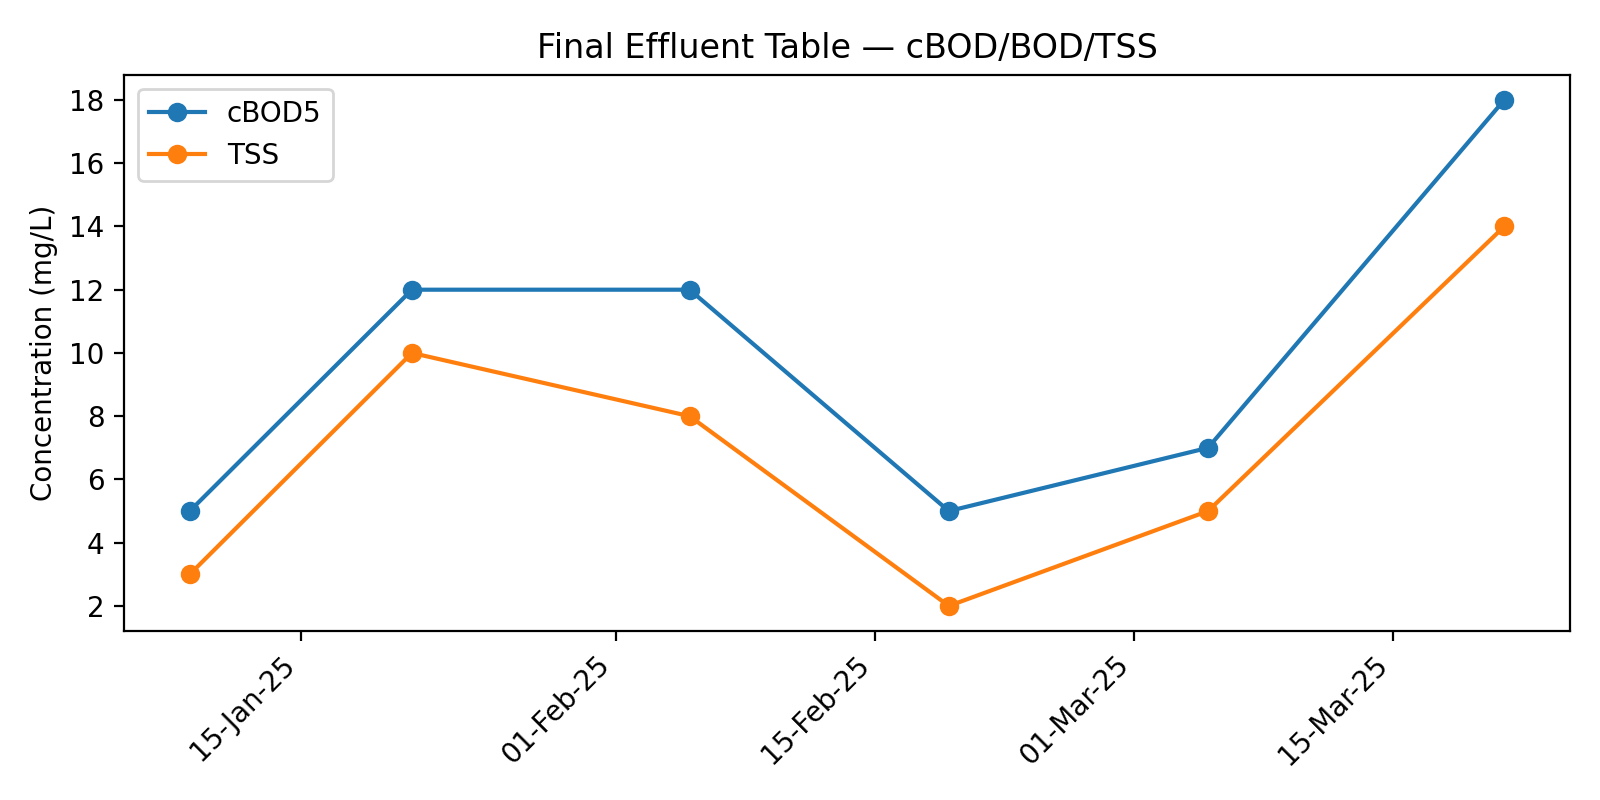 Final Effluent Table — cBOD/BOD/TSS
cBOD5
TSS
Concentration (mg/L)
18
16
14
12
10
8
6
4
2
15-Jan-25
01-Feb-25
15-Feb-25
01-Mar-25
15-Mar-25